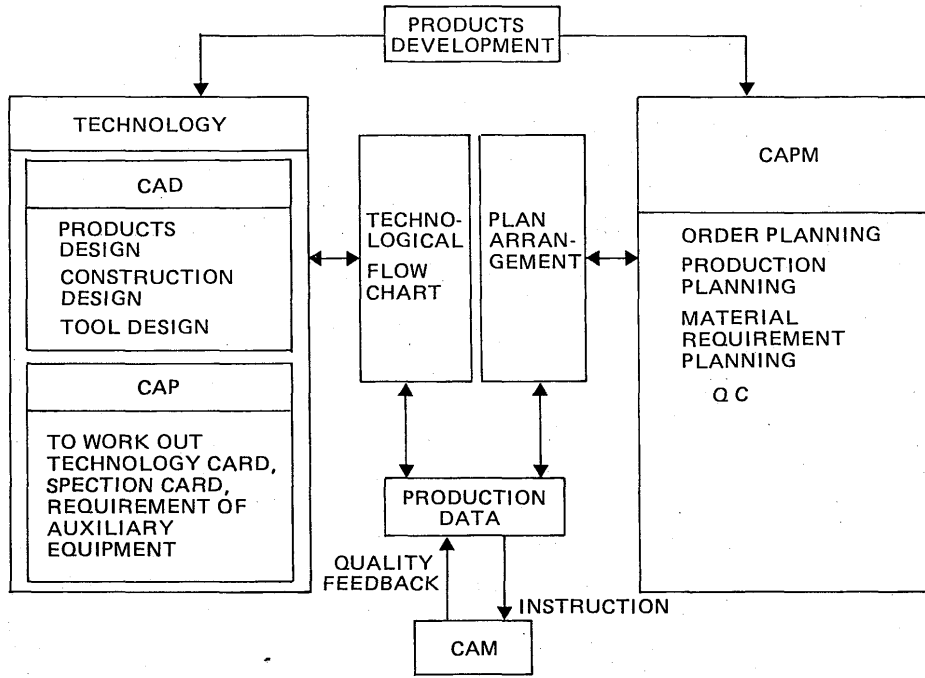 PRODUCTS
DEVELOPMENT
TECHNOLOGY
CAD
PRODUCTS
DESIGN
CONSTRUCTION
DESIGN
TOOL DESIGN
CAP
TO WORK OUT
TECHNOLOGY CARD,
SPECTION CARD,
REQUIREMENT OF
AUXILIARY
EQUIPMENT
TECHNO-
LOGICAL
FLOW
CHART
PLAN
ARRAN-
GEMENT
CAPM
ORDER PLANNING
PRODUCTION
PLANNING
MATERIAL
REQUIREMENT
PLANNING
Q C
PRODUCTION
DATA
QUALITY
FEEDBACK
INSTRUCTION
CAM